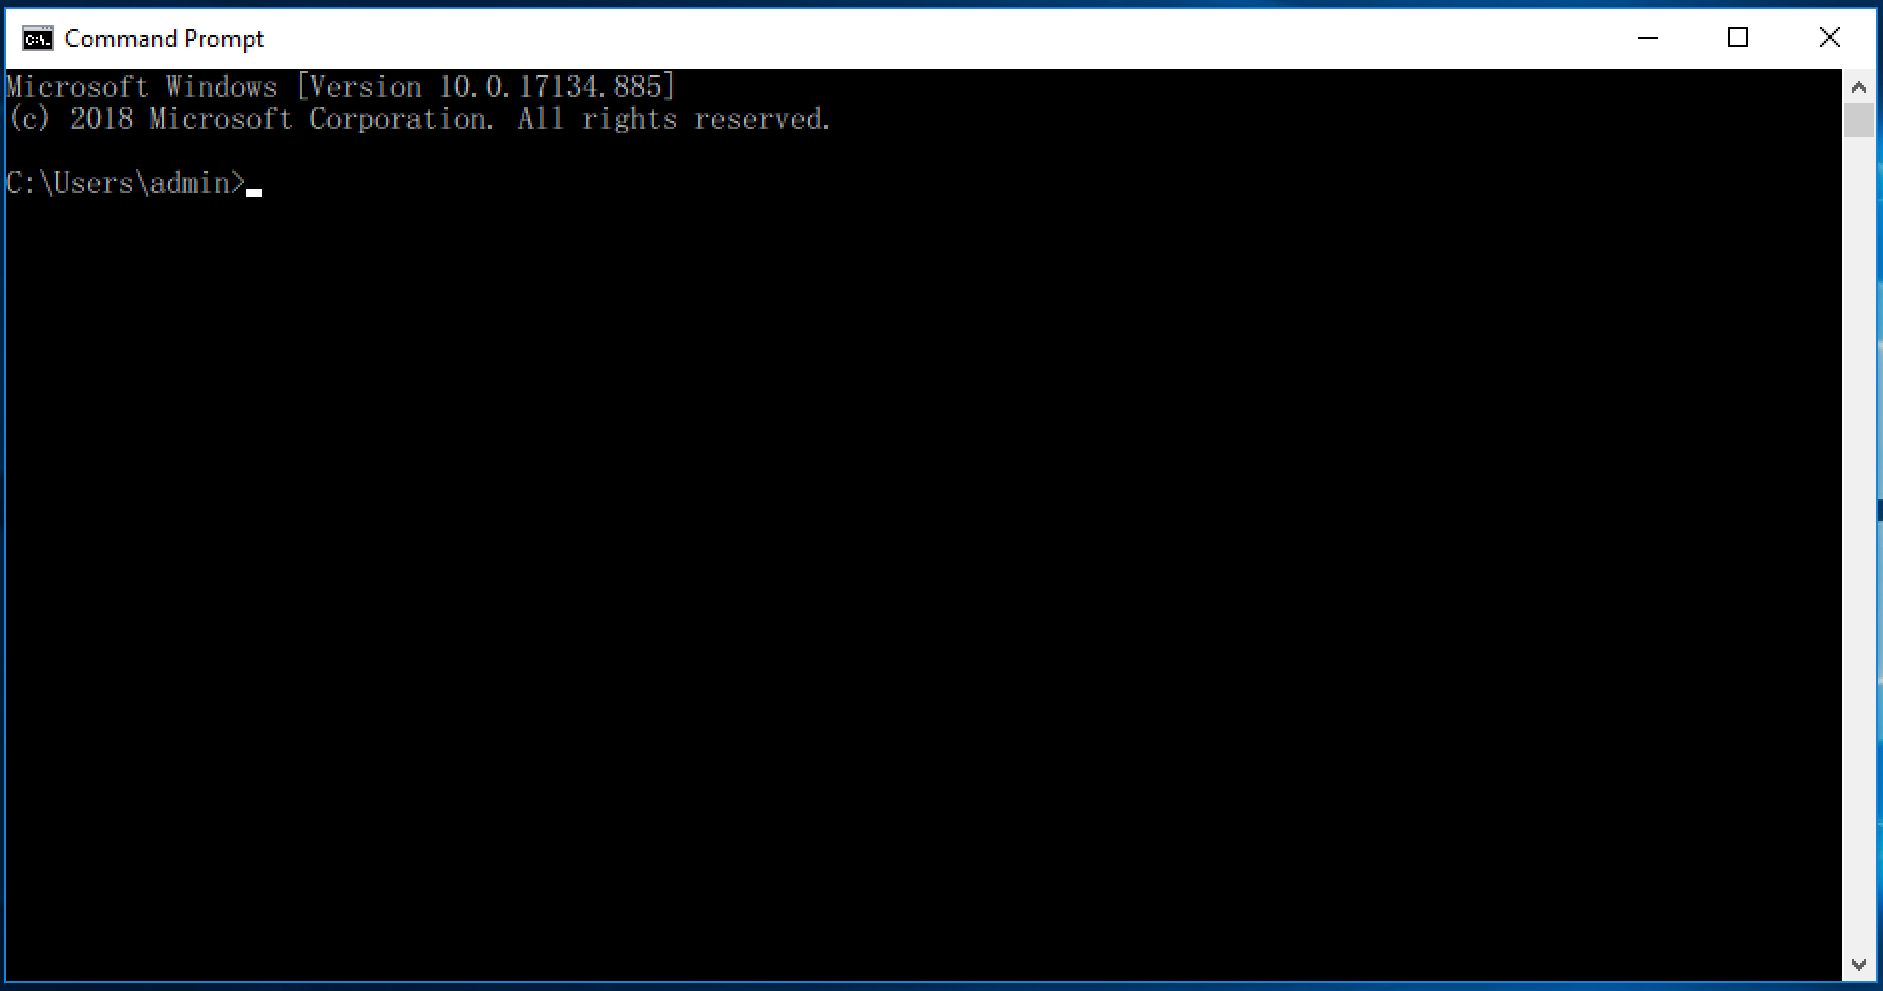 Command Prompt
Microsoft Windows [Version 10.0.17134.885]
(c) 2018 Microsoft Corporation. All rights reserved.
C:\Users\admin>